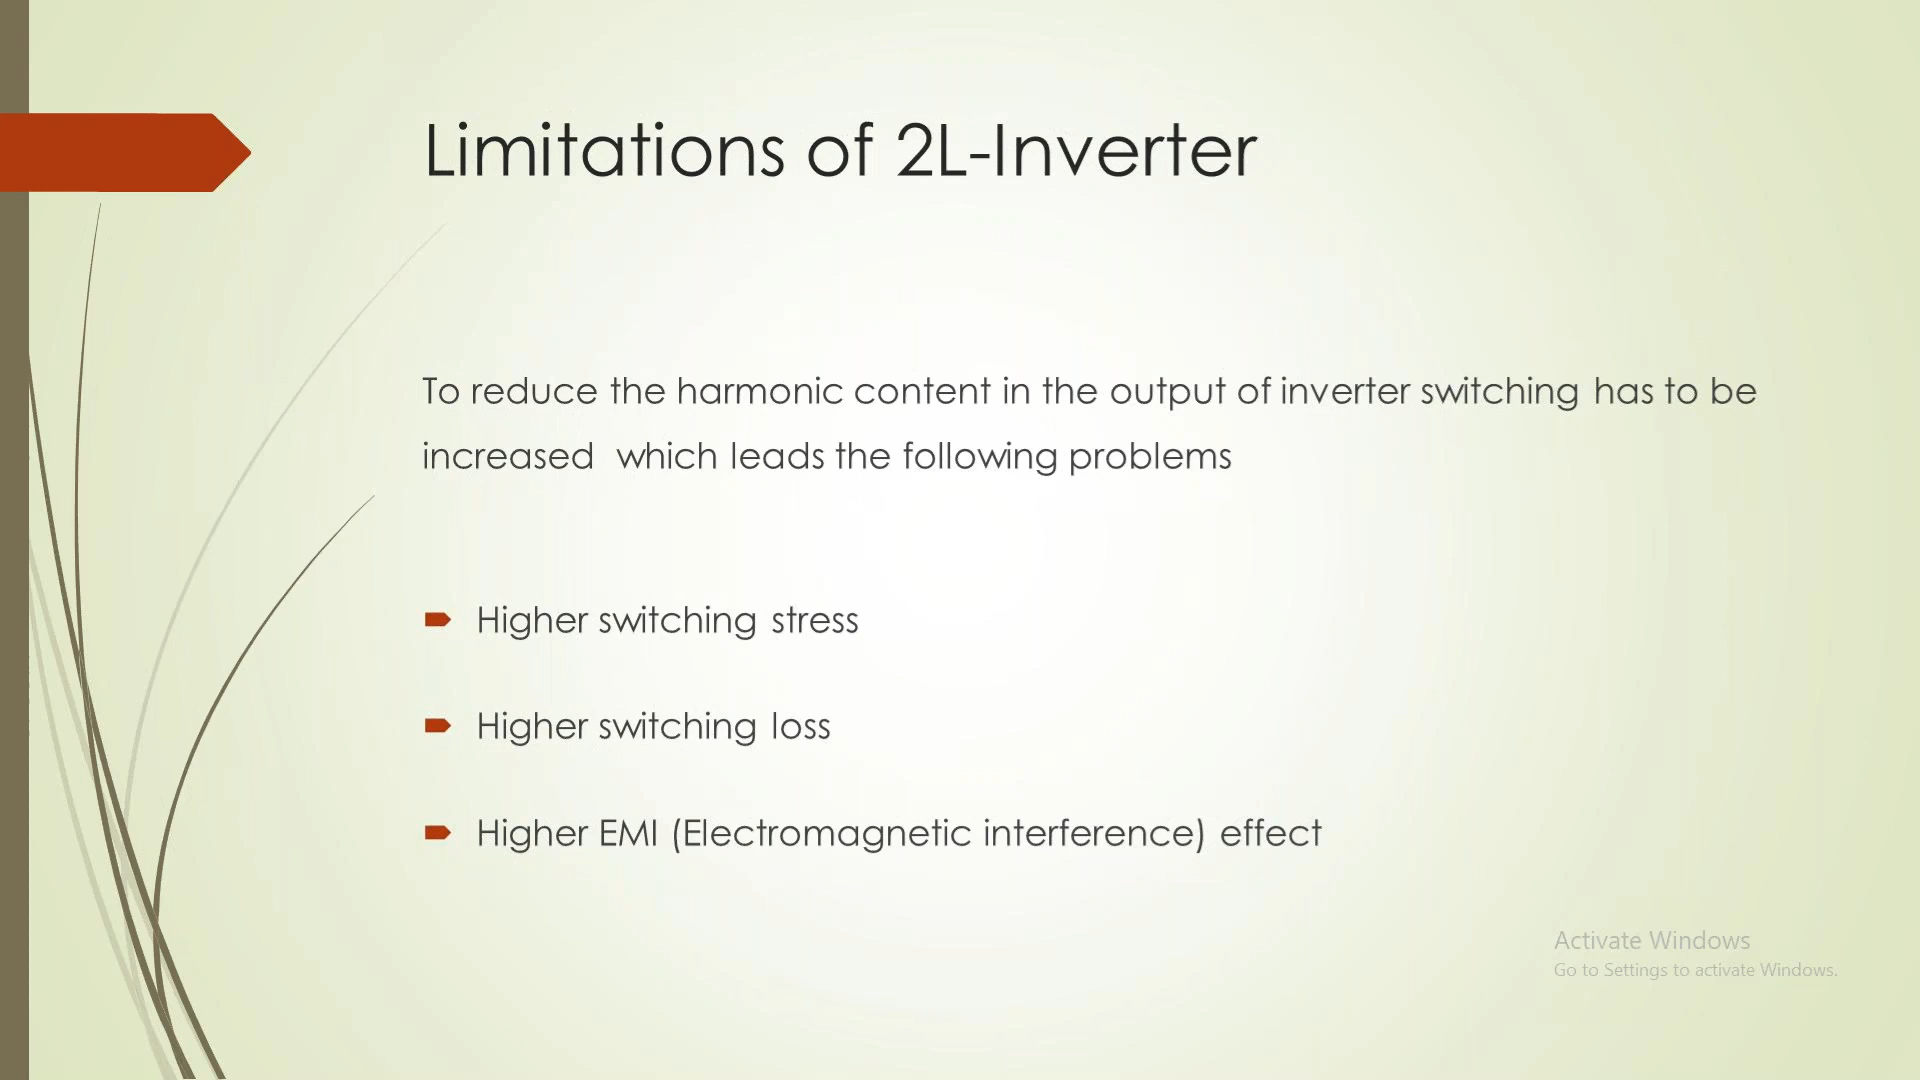 Limitations of 2L-Inverter
To reduce the harmonic content in the output of inverter switching has to be
increased  which leads the following problems
Higher switching stress
Higher switching loss
Higher EMI (Electromagnetic interference) effect
Activate Windows
Go to Settings to activate Windows.